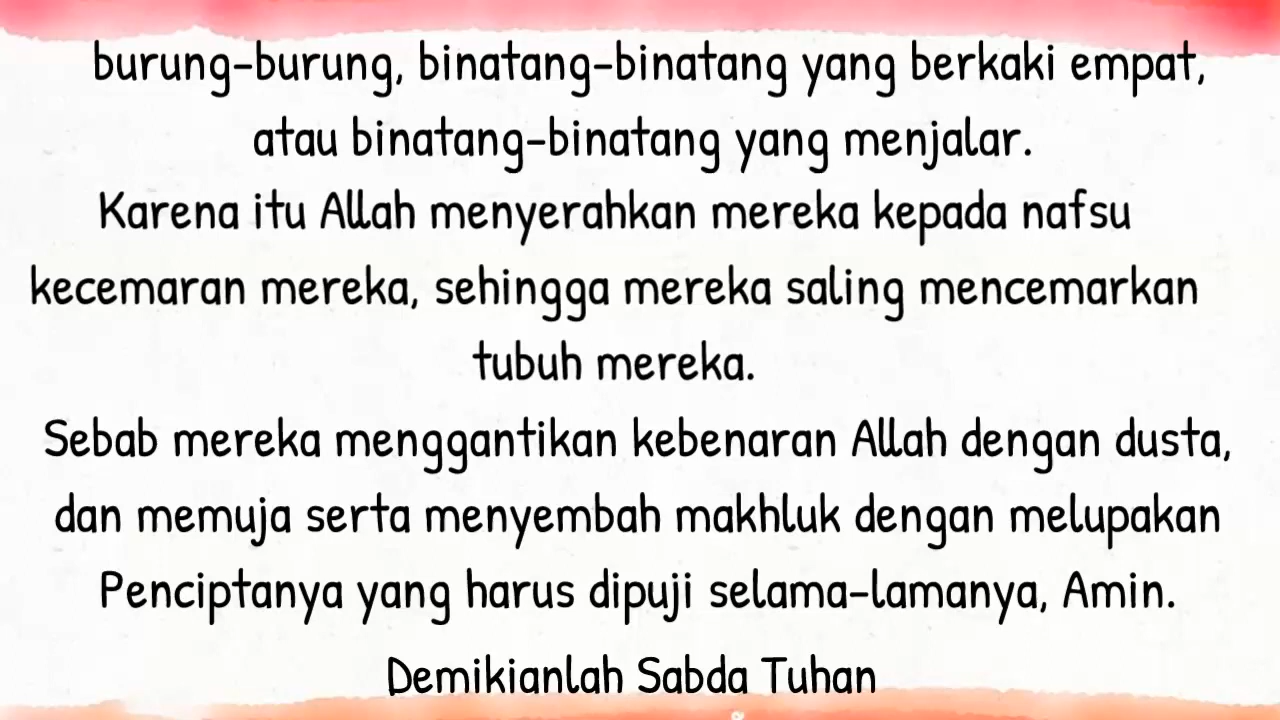 burung-burung, binatang-binatang yang berkaki empat,
atau binatang-binatang yang menjalar.
Karena itu Allah menyerahkan mereka kepada nafsu
kecemaran mereka, sehingga mereka saling mencemarkan
tubuh mereka.
Sebab mereka menggantikan kebenaran Allah dengan dusta,
dan memuja serta menyembah makhluk dengan melupakan
Penciptanya yang harus dipuji selama-lamanya, Amin.
Demikianlah Sabda Tuhan